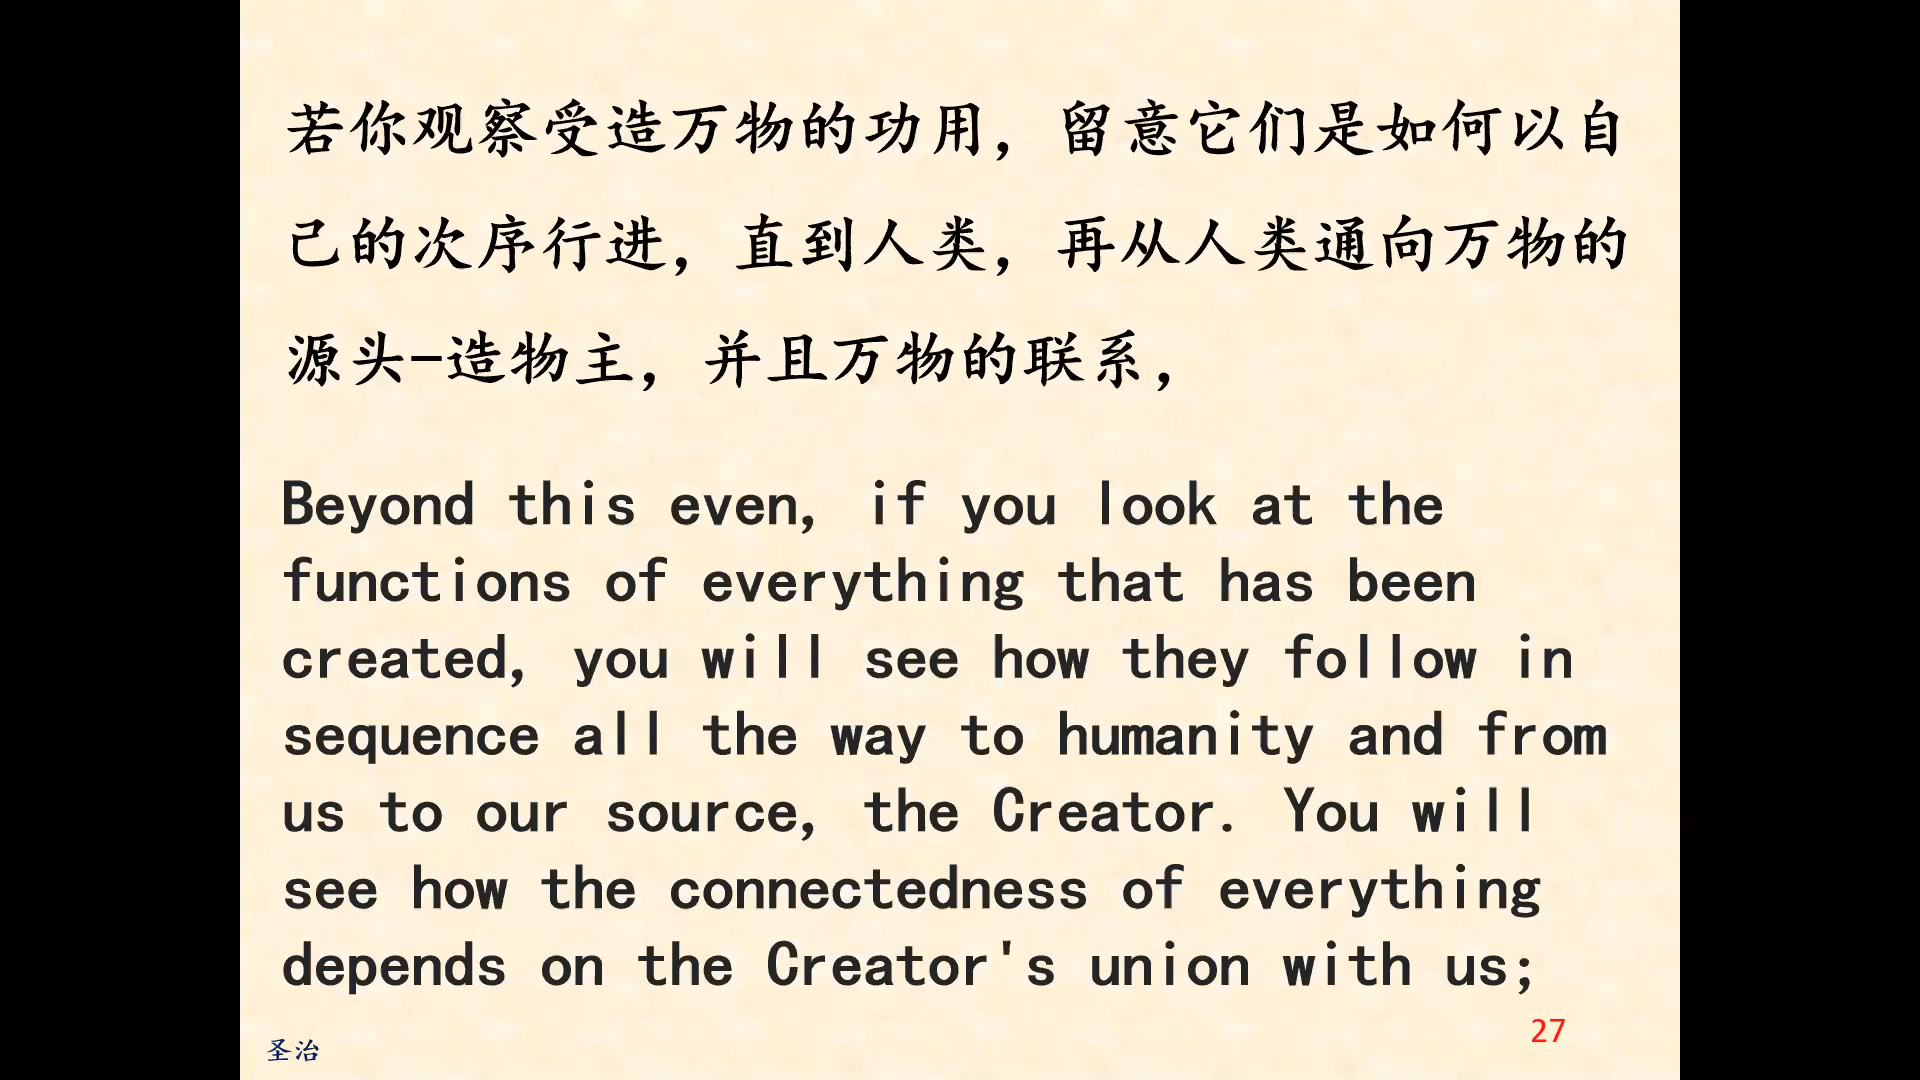 若你观察受造万物的功用，留意它们是如何以自
己的次序行进，直到人类，再从人类通向万物的
源头-造物主，并且万物的联系，
Beyond this even, if you look at the
functions of everything that has been
created, you will see how they follow in
sequence all the way to humanity and from
us to our source, the Creator. You will
see how the connectedness of everything
depends on the Creator's union with us;
圣治
27